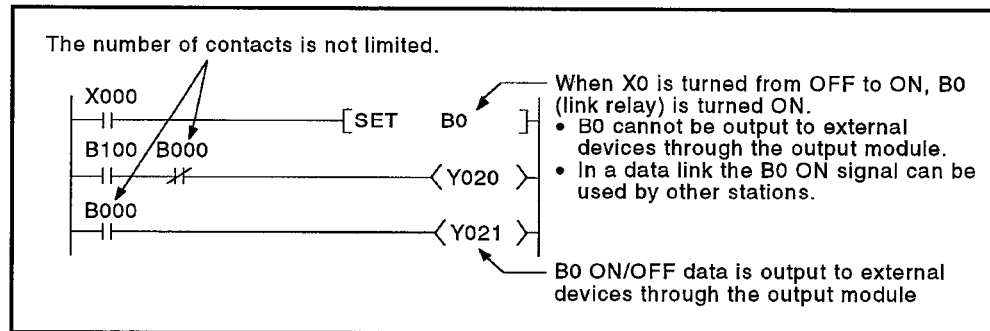 The number of contacts is not limited.
X000
[SET B0 ]
B100 B000
Y020
B000
Y021
When X0 is turned from OFF to ON, B0
(link relay) is turned ON.
• B0 cannot be output to external
devices through the output module.
• In a data link the B0 ON signal can be
used by other stations.
B0 ON/OFF data is output to external
devices through the output module